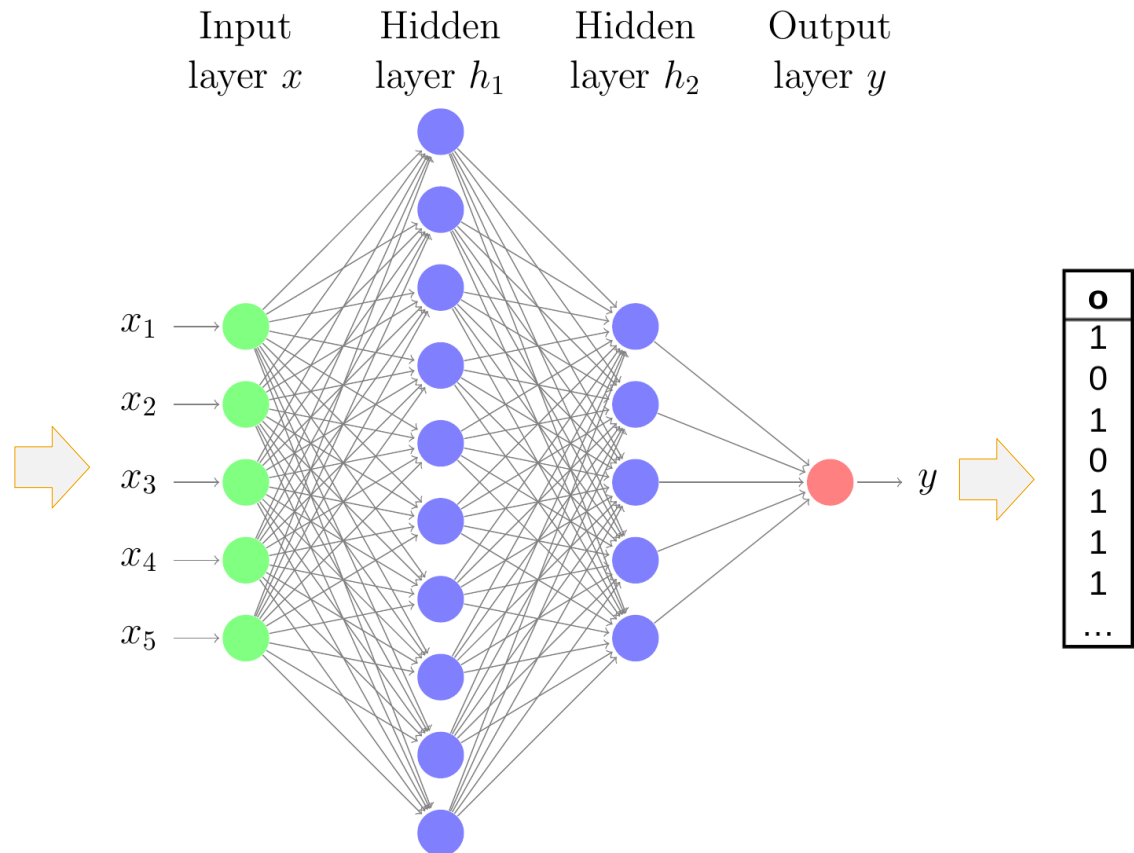 Input
layer x
Hidden
layer h₁
Hidden
layer h₂
Output
layer y
x₁
x₂
x₃
x₄
x₅
y
o
1
0
1
0
1
1
1
...